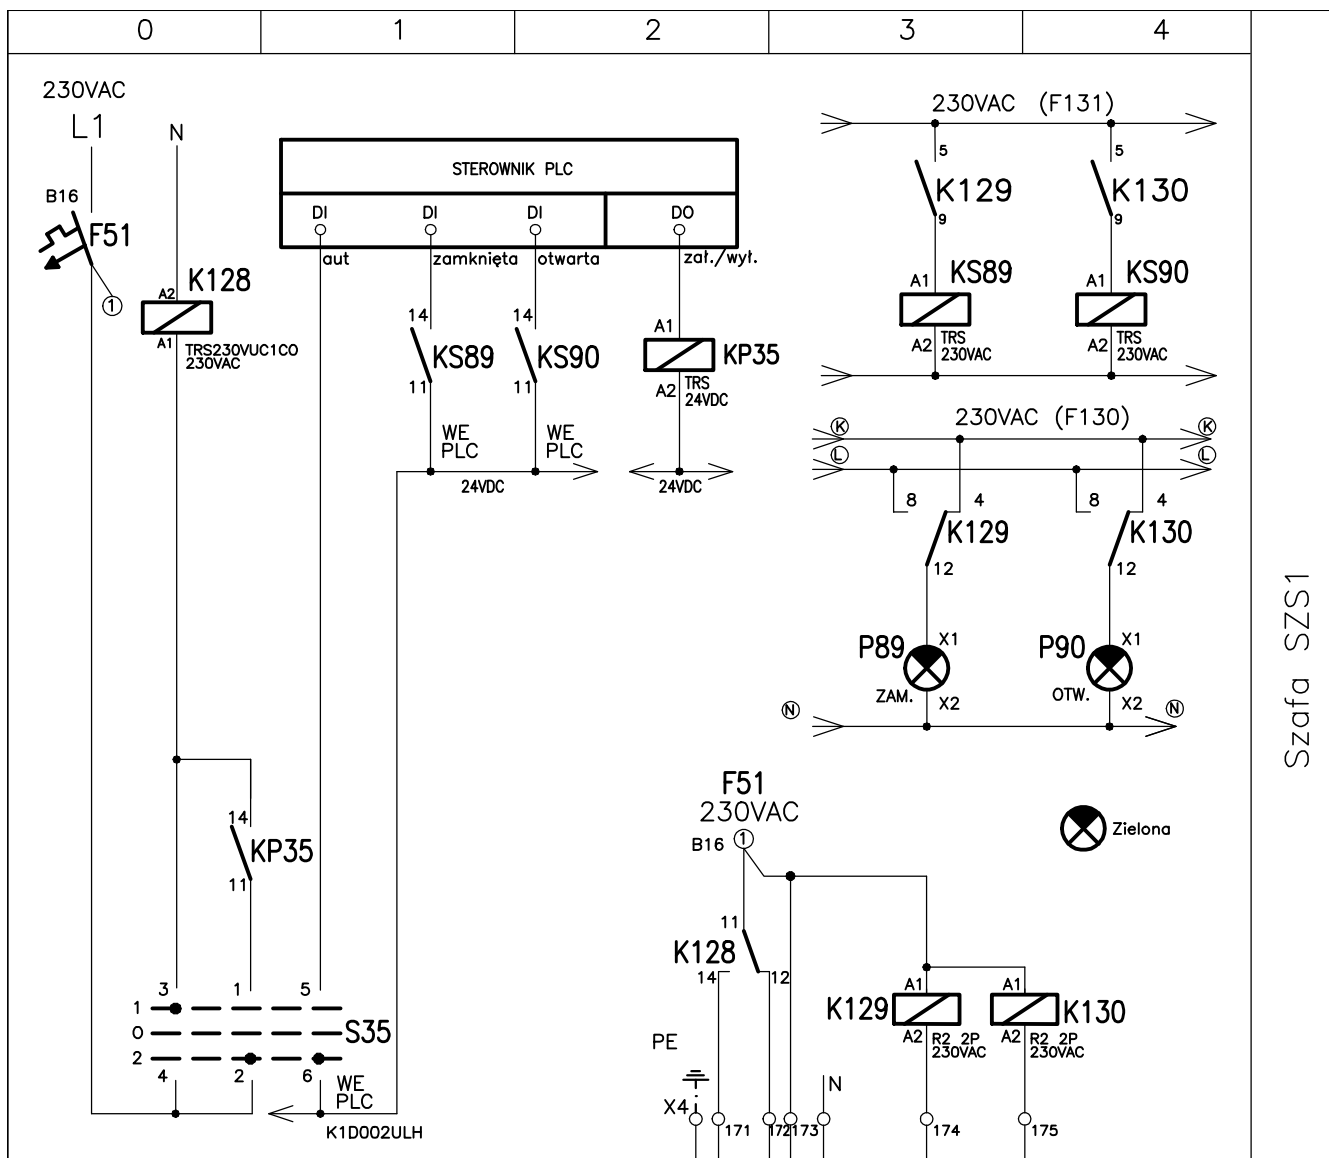 0 1 2 3 4
230VAC
L1
N
B16
F51
1
A2
K128
A1
TRS230VUC1CO
230VAC
STEROWNIK PLC
DI DI DI DO
aut zamknięta otwarta zał./wył.
14
KS89
11
WE
PLC
14
KS90
11
WE
PLC
24VDC
A1
KP35
A2
TRS
24VDC
24VDC
230VAC (F131)
5
K129
9
5
K130
9
A1
KS89
A2
TRS
230VAC
A1
KS90
A2
TRS
230VAC
230VAC (F130)
K K
L L
8 4
K129
12
8 4
K130
12
P89
X1
ZAM.
X2
P90
X1
OTW.
X2
N N
Zielona
14
KP35
11
3 1 5
1
0
2
S35
4 2 6
WE
PLC
K1D002ULH
F51
230VAC
B16
1
11
K128
14 12
PE
X4
N
A1
K129
A2
R2 2P
230VAC
A1
K130
A2
R2 2P
230VAC
171 172 173 174 175
Szafa SZS1